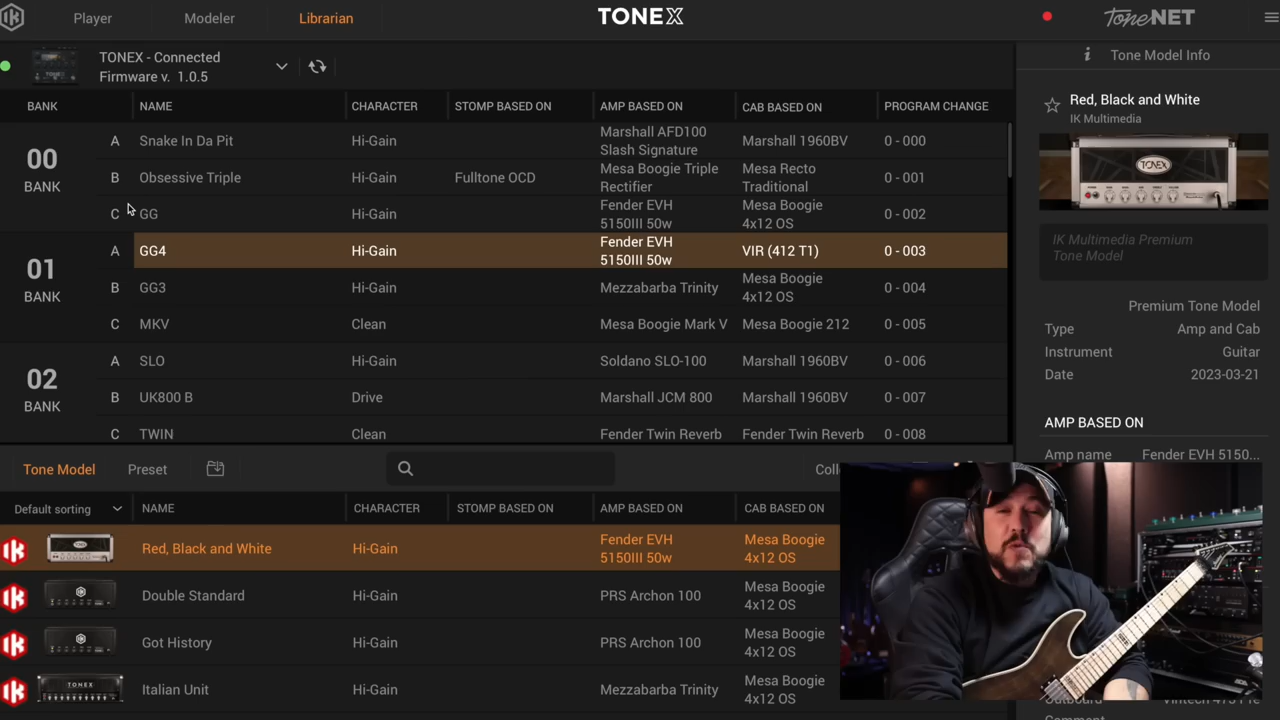 Player Modeler Librarian TONEX ToneNET
TONEX - Connected
Firmware v. 1.0.5
Tone Model Info
BANK NAME CHARACTER STOMP BASED ON AMP BASED ON CAB BASED ON PROGRAM CHANGE
Red, Black and White
IK Multimedia
00
BANK
A Snake In Da Pit Hi-Gain Marshall AFD100 Slash Signature Marshall 1960BV 0 - 000
B Obsessive Triple Hi-Gain Fulltone OCD Mesa Boogie Triple Rectifier Mesa Recto Traditional 0 - 001
C GG Hi-Gain Fender EVH 5150III 50w Mesa Boogie 4x12 OS 0 - 002
01
BANK
A GG4 Hi-Gain Fender EVH 5150III 50w VIR (412 T1) 0 - 003
B GG3 Hi-Gain Mezzabarba Trinity Mesa Boogie 4x12 OS 0 - 004
C MKV Clean Mesa Boogie Mark V Mesa Boogie 212 0 - 005
02
BANK
A SLO Hi-Gain Soldano SLO-100 Marshall 1960BV 0 - 006
B UK800 B Drive Marshall JCM 800 Marshall 1960BV 0 - 007
C TWIN Clean Fender Twin Reverb Fender Twin Reverb 0 - 008
TONEX
IK Multimedia Premium
Tone Model
Premium Tone Model
Type Amp and Cab
Instrument Guitar
Date 2023-03-21
AMP BASED ON
Amp name Fender EVH 5150...
Tone Model Preset Colle
Default sorting NAME CHARACTER STOMP BASED ON AMP BASED ON CAB BASED ON
Red, Black and White Hi-Gain Fender EVH 5150III 50w Mesa Boogie 4x12 OS
Double Standard Hi-Gain PRS Archon 100 Mesa Boogie 4x12 OS
Got History Hi-Gain PRS Archon 100 Mesa Boogie 4x12 OS
TONEX Italian Unit Hi-Gain Mezzabarba Trinity Mesa Boogie 4x12 OS